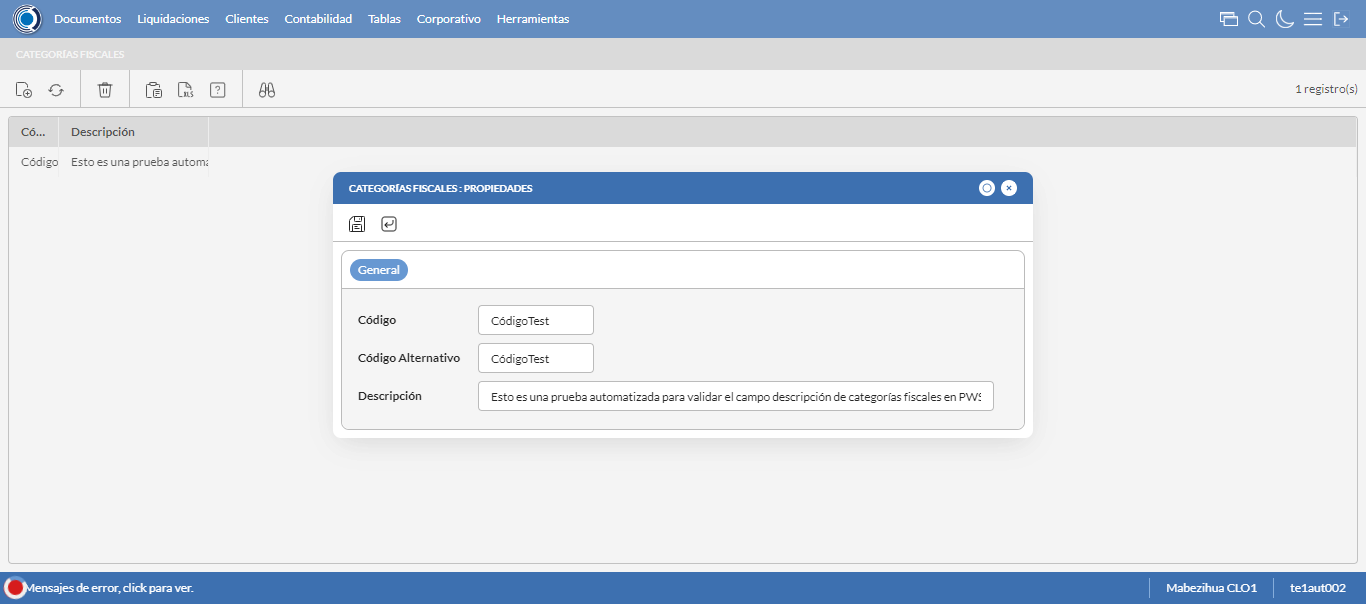 Documentos Liquidaciones Clientes Contabilidad Tablas Corporativo Herramientas
CATEGORÍAS FISCALES
XLS ? 1 registro(s)
Có... Descripción
Código Esto es una prueba automa
CATEGORÍAS FISCALES : PROPIEDADES
General
Código CódigoTest
Código Alternativo CódigoTest
Descripción Esto es una prueba automatizada para validar el campo descripción de categorías fiscales en PWS
Mensajes de error, click para ver. Mabezihua CLO1 te1aut002